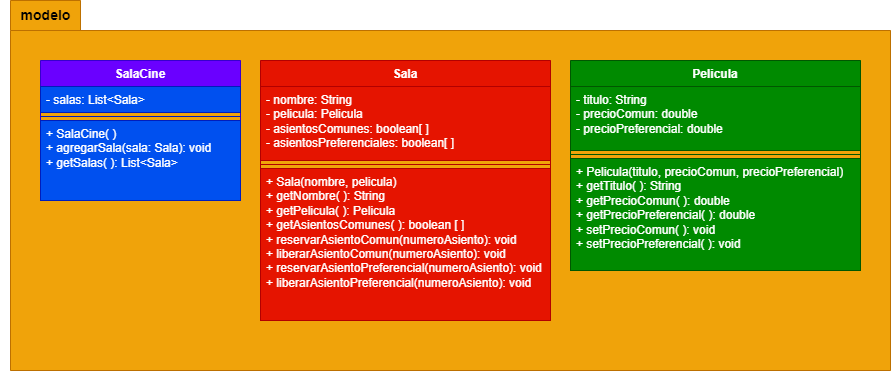 modelo
SalaCine
- salas: List<Sala>
+ SalaCine( )
+ agregarSala(sala: Sala): void
+ getSalas( ): List<Sala>
Sala
- nombre: String
- pelicula: Pelicula
- asientosComunes: boolean[ ]
- asientosPreferenciales: boolean[ ]
+ Sala(nombre, pelicula)
+ getNombre( ): String
+ getPelicula( ): Pelicula
+ getAsientosComunes( ): boolean [ ]
+ reservarAsientoComun(numeroAsiento): void
+ liberarAsientoComun(numeroAsiento): void
+ reservarAsientoPreferencial(numeroAsiento): void
+ liberarAsientoPreferencial(numeroAsiento): void
Pelicula
- titulo: String
- precioComun: double
- precioPreferencial: double
+ Pelicula(titulo, precioComun, precioPreferencial)
+ getTitulo( ): String
+ getPrecioComun( ): double
+ getPrecioPreferencial( ): double
+ setPrecioComun( ): void
+ setPrecioPreferencial( ): void